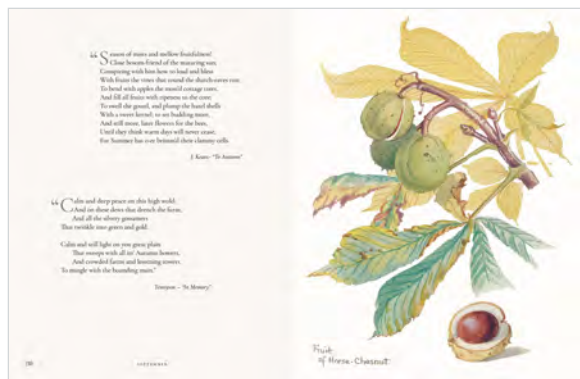 “Season of mists and mellow fruitfulness!
Close bosom-friend of the maturing sun;
Conspiring with him how to load and bless
With fruits the vines that round the thatch-eaves run;
To bend with apples the moss'd cottage trees,
And fill all fruits with ripeness to the core;
To swell the gourd, and plump the hazel shells
With a sweet kernel; to set budding more,
And still more, later flowers for the bees,
Until they think warm days will never cease,
For Summer has o'er brimm'd their clammy cells.
J. Keats- “To Autumn”
“Calm and deep peace on this high wold,
And on these dews that drench the furze,
And all the silvery gossamers
That twinkle into green and gold.
Calm and still light on yon great plain
That sweeps with all its Autumn bowers,
And crowded farms and lessening towers,
To mingle with the bounding main.”
Tennyson – “In Memory”.
SEPTEMBER
Fruit
of Horse-Chesnut